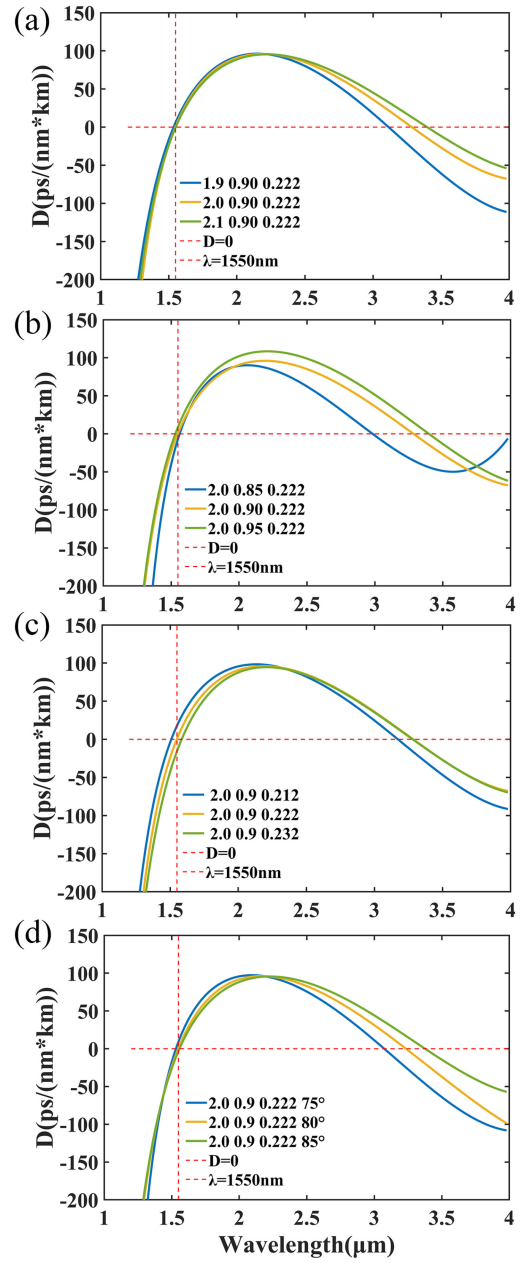 (a)
150
100
50
0
-50
-100
-150
-200
D(ps/(nm*km)
1.9 0.90 0.222
2.0 0.90 0.222
2.1 0.90 0.222
D=0
λ=1550nm
1 1.5 2 2.5 3 3.5 4
(b)
150
100
50
0
-50
-100
-150
-200
D(ps/(nm*km))
2.0 0.85 0.222
2.0 0.90 0.222
2.0 0.95 0.222
D=0
λ=1550nm
1 1.5 2 2.5 3 3.5 4
(c)
150
100
50
0
-50
-100
-150
-200
D(ps/(nm*km))
2.0 0.9 0.212
2.0 0.9 0.222
2.0 0.9 0.232
D=0
λ=1550nm
1 1.5 2 2.5 3 3.5 4
(d)
150
100
50
0
-50
-100
-150
-200
D(ps/(nm*km))
2.0 0.9 0.222 75°
2.0 0.9 0.222 80°
2.0 0.9 0.222 85°
D=0
λ=1550nm
1 1.5 2 2.5 3 3.5 4
Wavelength(μm)